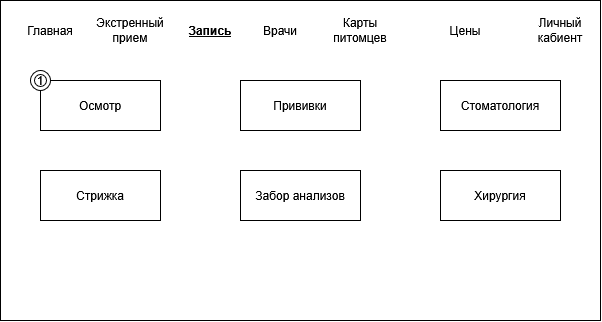 Главная
Экстренный
прием
Запись
Врачи
Карты
питомцев
Цены
Личный
кабиент
1
Осмотр
Прививки
Стоматология
Стрижка
Забор анализов
Хирургия